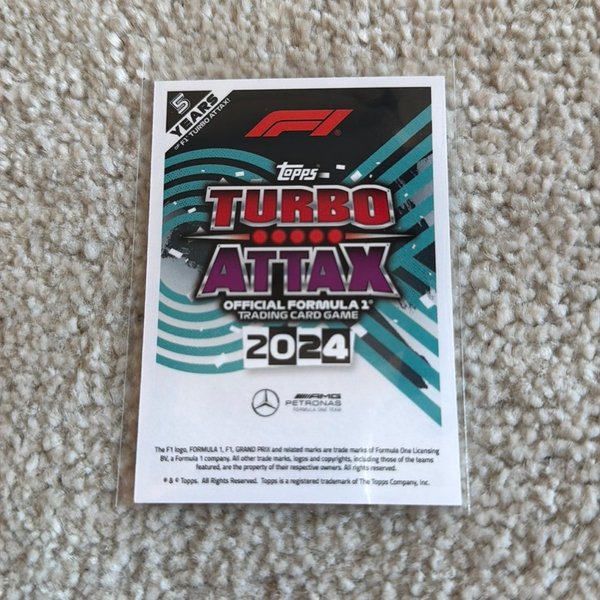 5
YEARS
OF F1 TURBO ATTAX!
F1
Topps
TURBO
ATTAX
OFFICIAL FORMULA 1®
TRADING CARD GAME
2024
AMG
PETRONAS
FORMULA ONE TEAM
The F1 logo, FORMULA 1, F1, GRAND PRIX and related marks are trade marks of Formula One Licensing
BV, a Formula 1 company. All other trade marks, logos and copyrights, including those of the teams
featured, are the property of their respective owners. All rights reserved.
® & © Topps. All Rights Reserved. Topps is a registered trademark of The Topps Company, Inc.